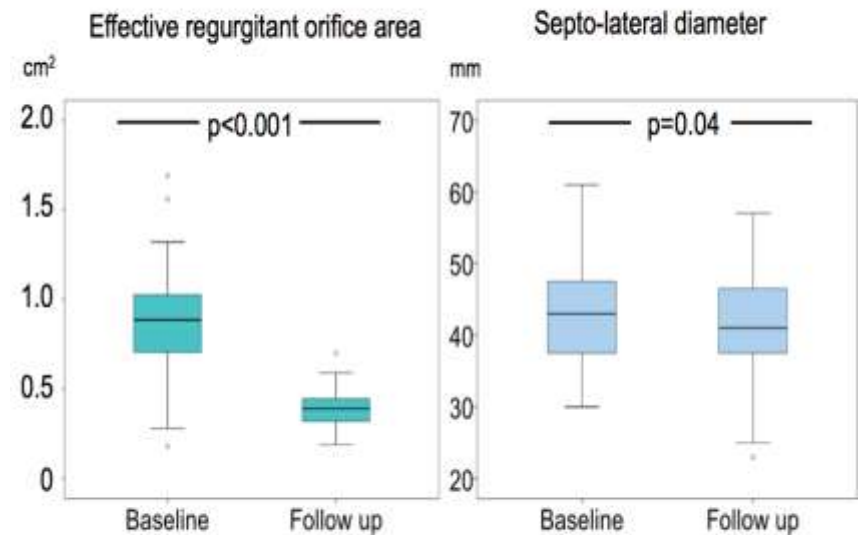 Effective regurgitant orifice area
cm²
2.0
p<0.001
1.5
1.0
0.5
0
Baseline Follow up
Septo-lateral diameter
mm
70
p=0.04
60
50
40
30
20
Baseline Follow up